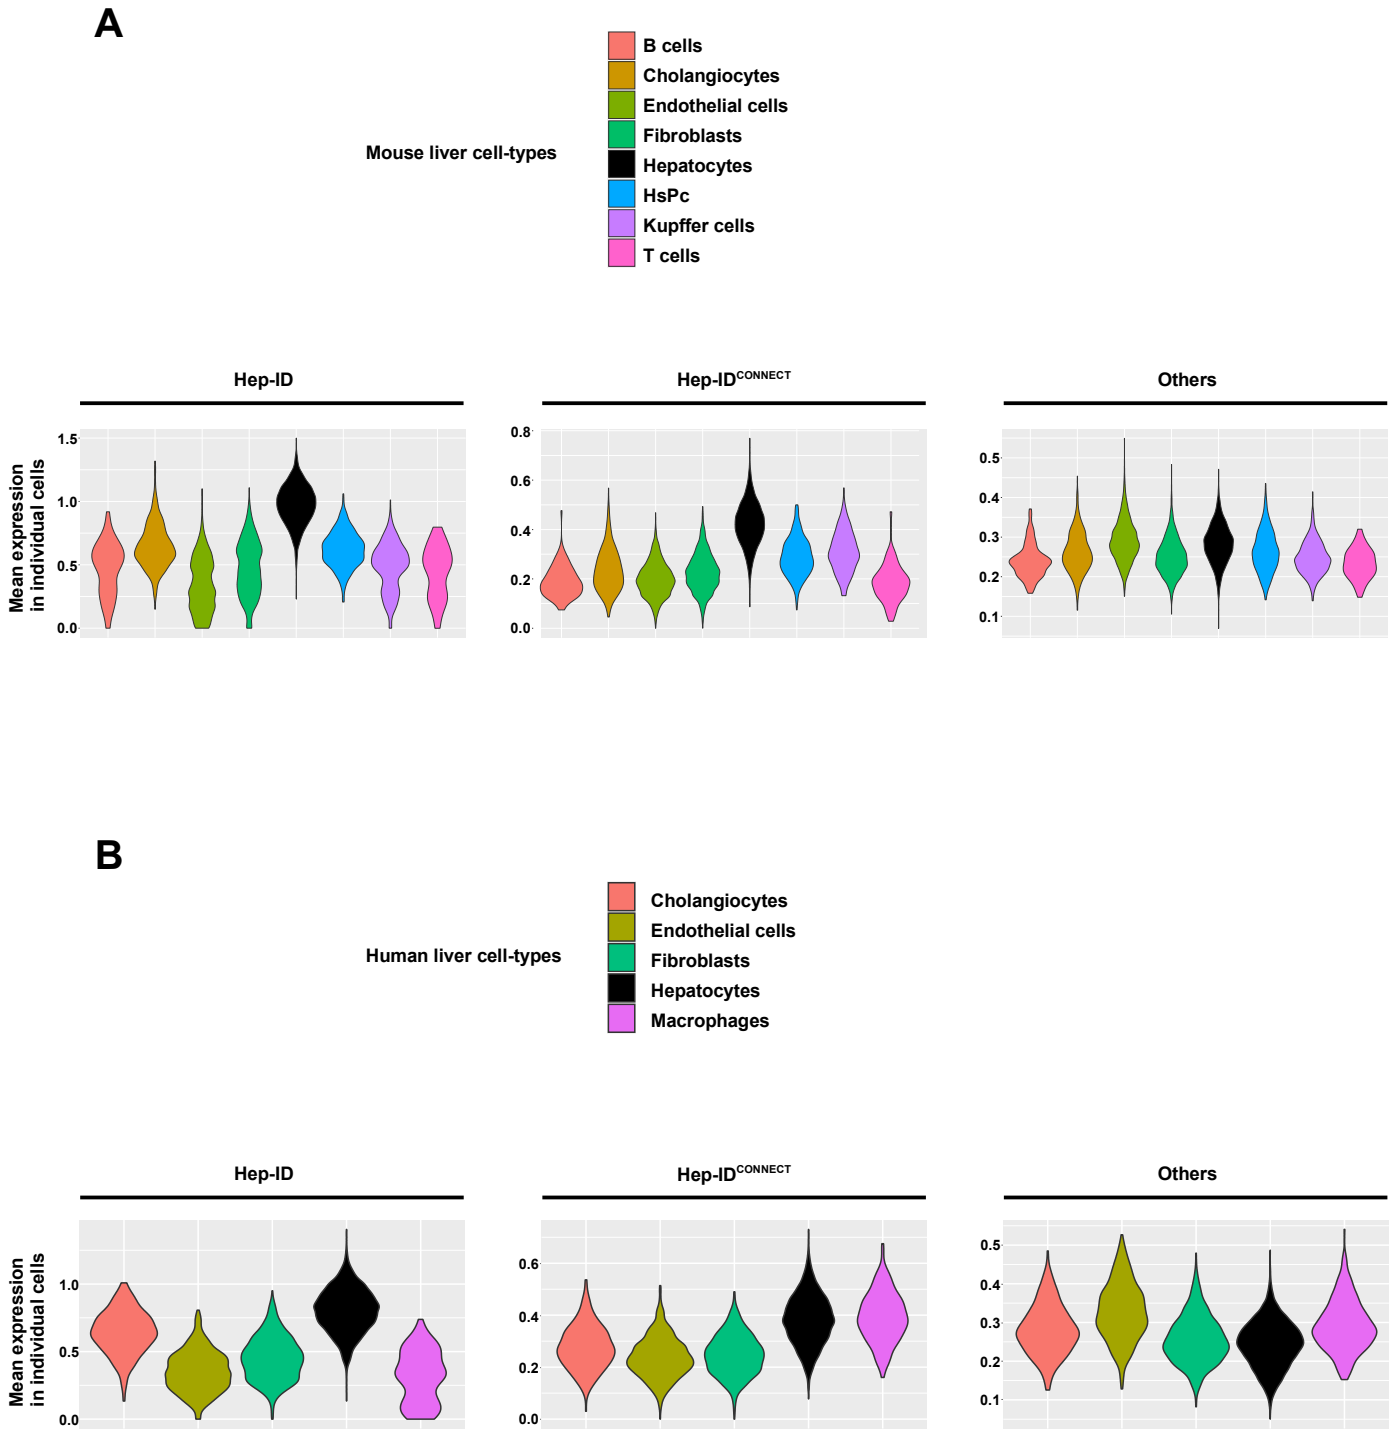 A
Mouse liver cell-types
B cells
Cholangiocytes
Endothelial cells
Fibroblasts
Hepatocytes
HsPc
Kupffer cells
T cells
Hep-ID
Hep-IDCONNECT
Others
Mean expression
in individual cells
1.5
1.0
0.5
0.0
0.8
0.6
0.4
0.2
0.0
0.5
0.4
0.3
0.2
0.1
B
Human liver cell-types
Cholangiocytes
Endothelial cells
Fibroblasts
Hepatocytes
Macrophages
Hep-ID
Hep-IDCONNECT
Others
Mean expression
in individual cells
1.0
0.5
0.0
0.6
0.4
0.2
0.0
0.5
0.4
0.3
0.2
0.1